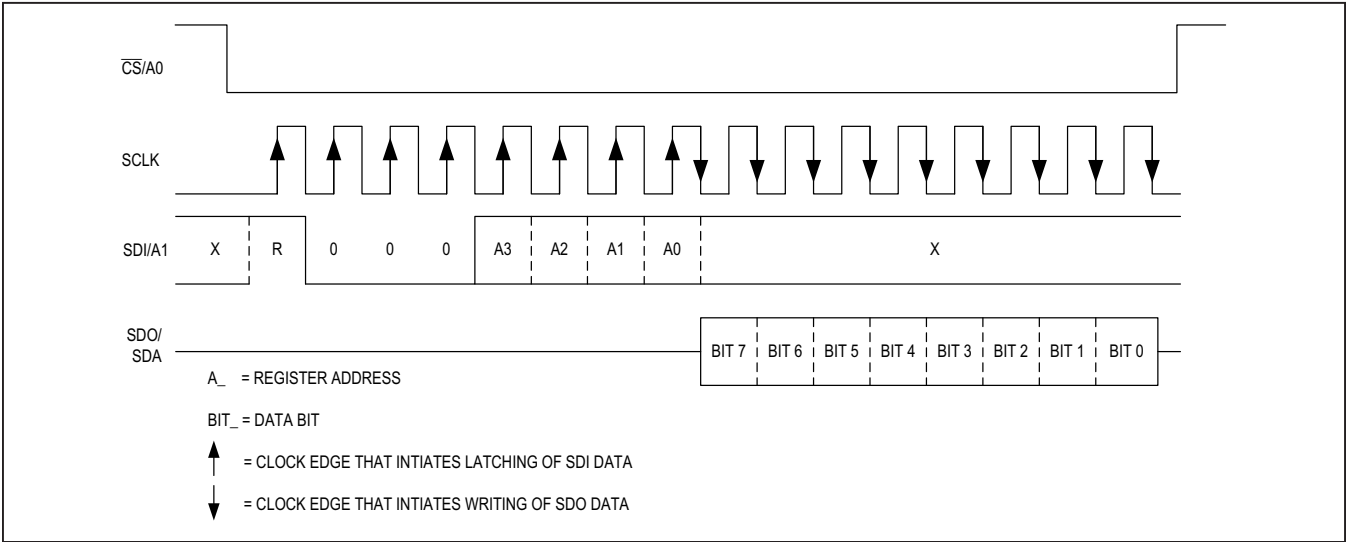 C̅S̅/A0
SCLK
SDI/A1 X R 0 0 0 A3 A2 A1 A0 X
SDO/
SDA
BIT 7 BIT 6 BIT 5 BIT 4 BIT 3 BIT 2 BIT 1 BIT 0
A_ = REGISTER ADDRESS
BIT_ = DATA BIT
= CLOCK EDGE THAT INTIATES LATCHING OF SDI DATA
= CLOCK EDGE THAT INTIATES WRITING OF SDO DATA